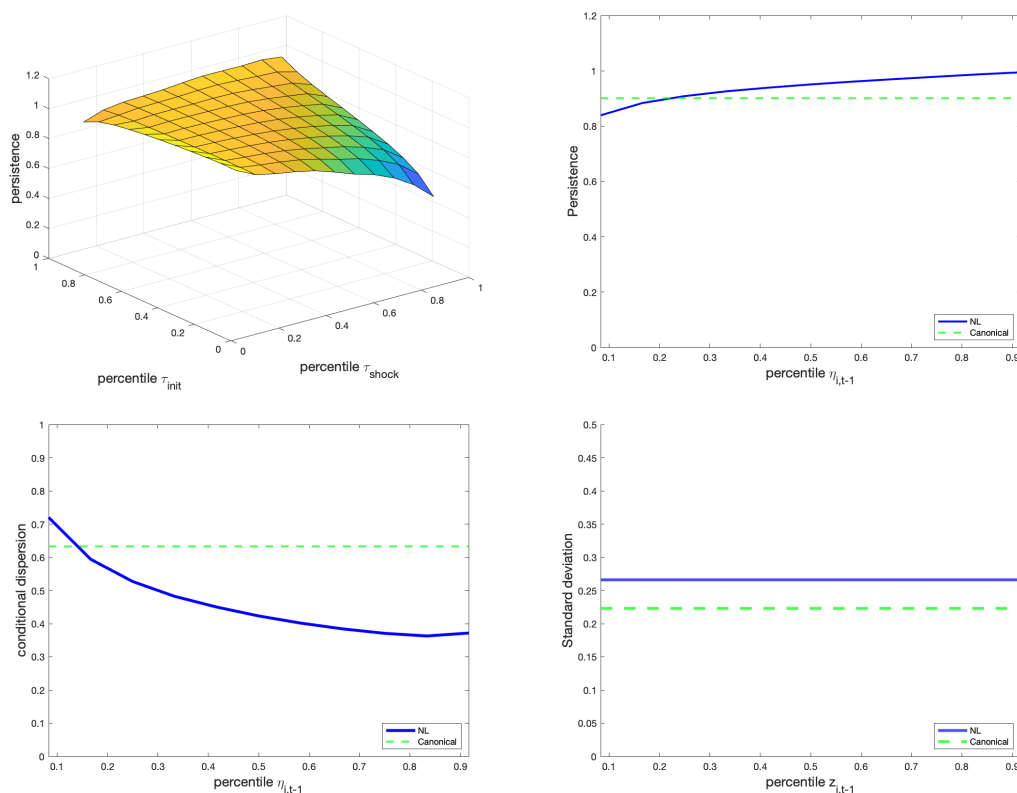 1.2
1
0.8
0.6
0.4
0.2
0
persistence
1
0.8
0.6
0.4
0.2
0
percentile τinit
0
0.2
0.4
0.6
0.8
1
percentile τshock
1.2
1
0.8
0.6
0.4
0.2
0
Persistence
NL
Canonical
0.1 0.2 0.3 0.4 0.5 0.6 0.7 0.8 0.9
percentile ηi,t-1
1
0.9
0.8
0.7
0.6
0.5
0.4
0.3
0.2
0.1
0
conditional dispersion
NL
Canonical
0.1 0.2 0.3 0.4 0.5 0.6 0.7 0.8 0.9
percentile ηi,t-1
0.5
0.45
0.4
0.35
0.3
0.25
0.2
0.15
0.1
0.05
0
Standard deviation
NL
Canonical
0.1 0.2 0.3 0.4 0.5 0.6 0.7 0.8 0.9
percentile zi,t-1